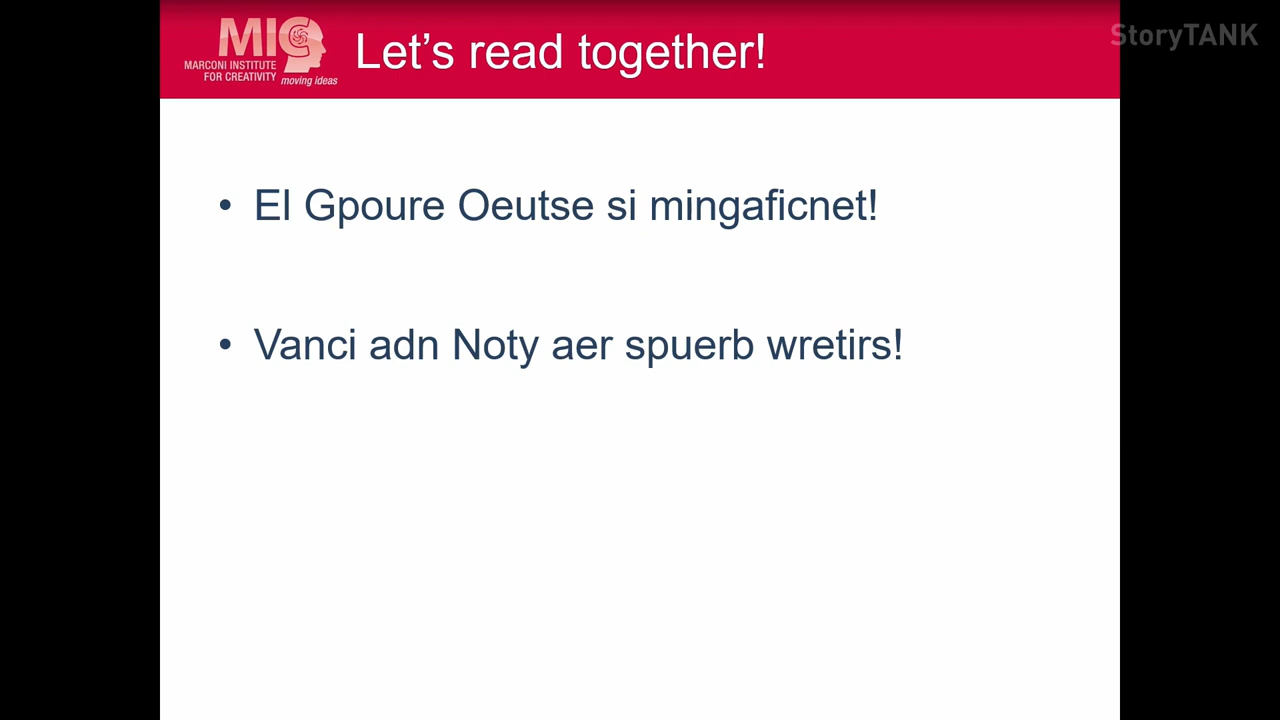 MIC
MARCONI INSTITUTE
FOR CREATIVITY
moving ideas
Let's read together!
StoryTANK
• El Gpoure Oeutse si mingaficnet!
• Vanci adn Noty aer spuerb wretirs!